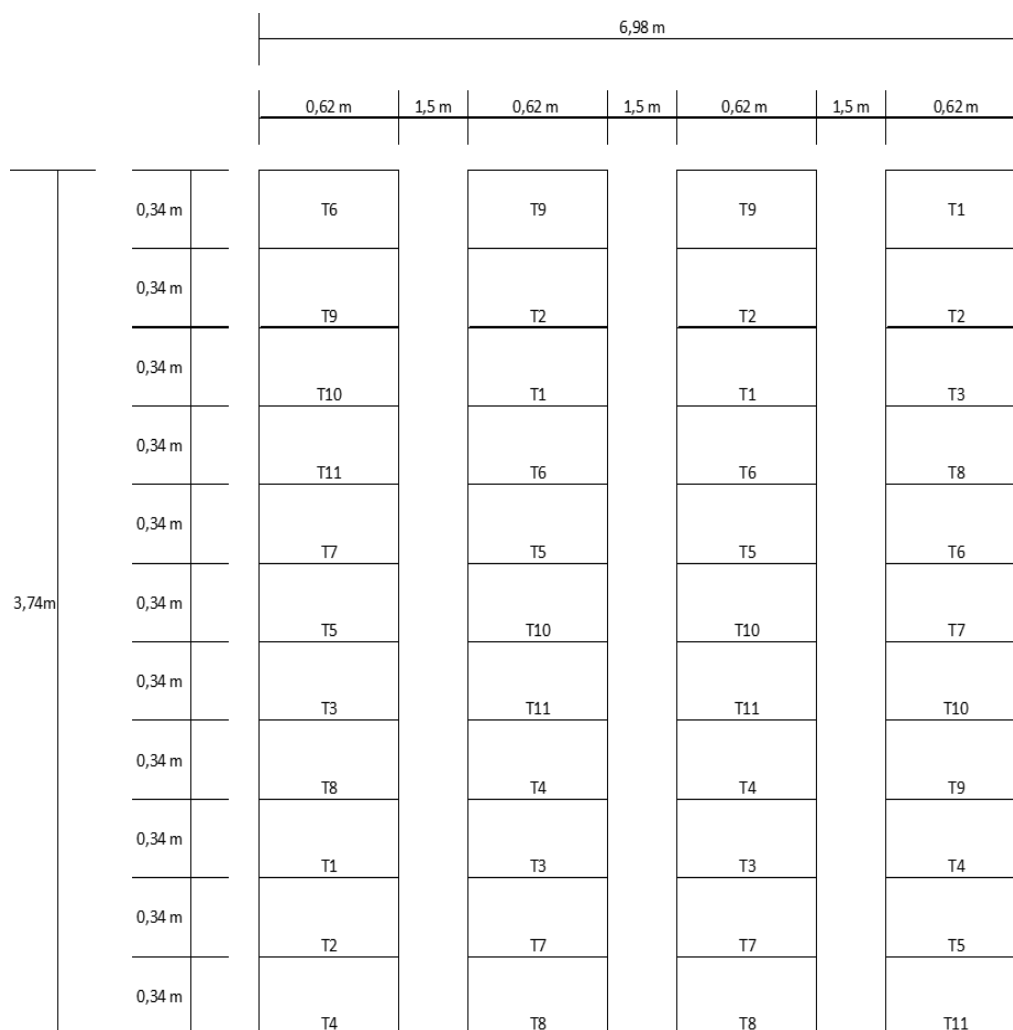 6,98 m
0,62 m 1,5 m 0,62 m 1,5 m 0,62 m 1,5 m 0,62 m
0,34 m T6 T9 T9 T1
0,34 m
T9 T2 T2 T2
0,34 m
T10 T1 T1 T3
0,34 m
T11 T6 T6 T8
0,34 m
T7 T5 T5 T6
3,74m 0,34 m
T5 T10 T10 T7
0,34 m
T3 T11 T11 T10
0,34 m
T8 T4 T4 T9
0,34 m
T1 T3 T3 T4
0,34 m
T2 T7 T7 T5
0,34 m
T4 T8 T8 T11